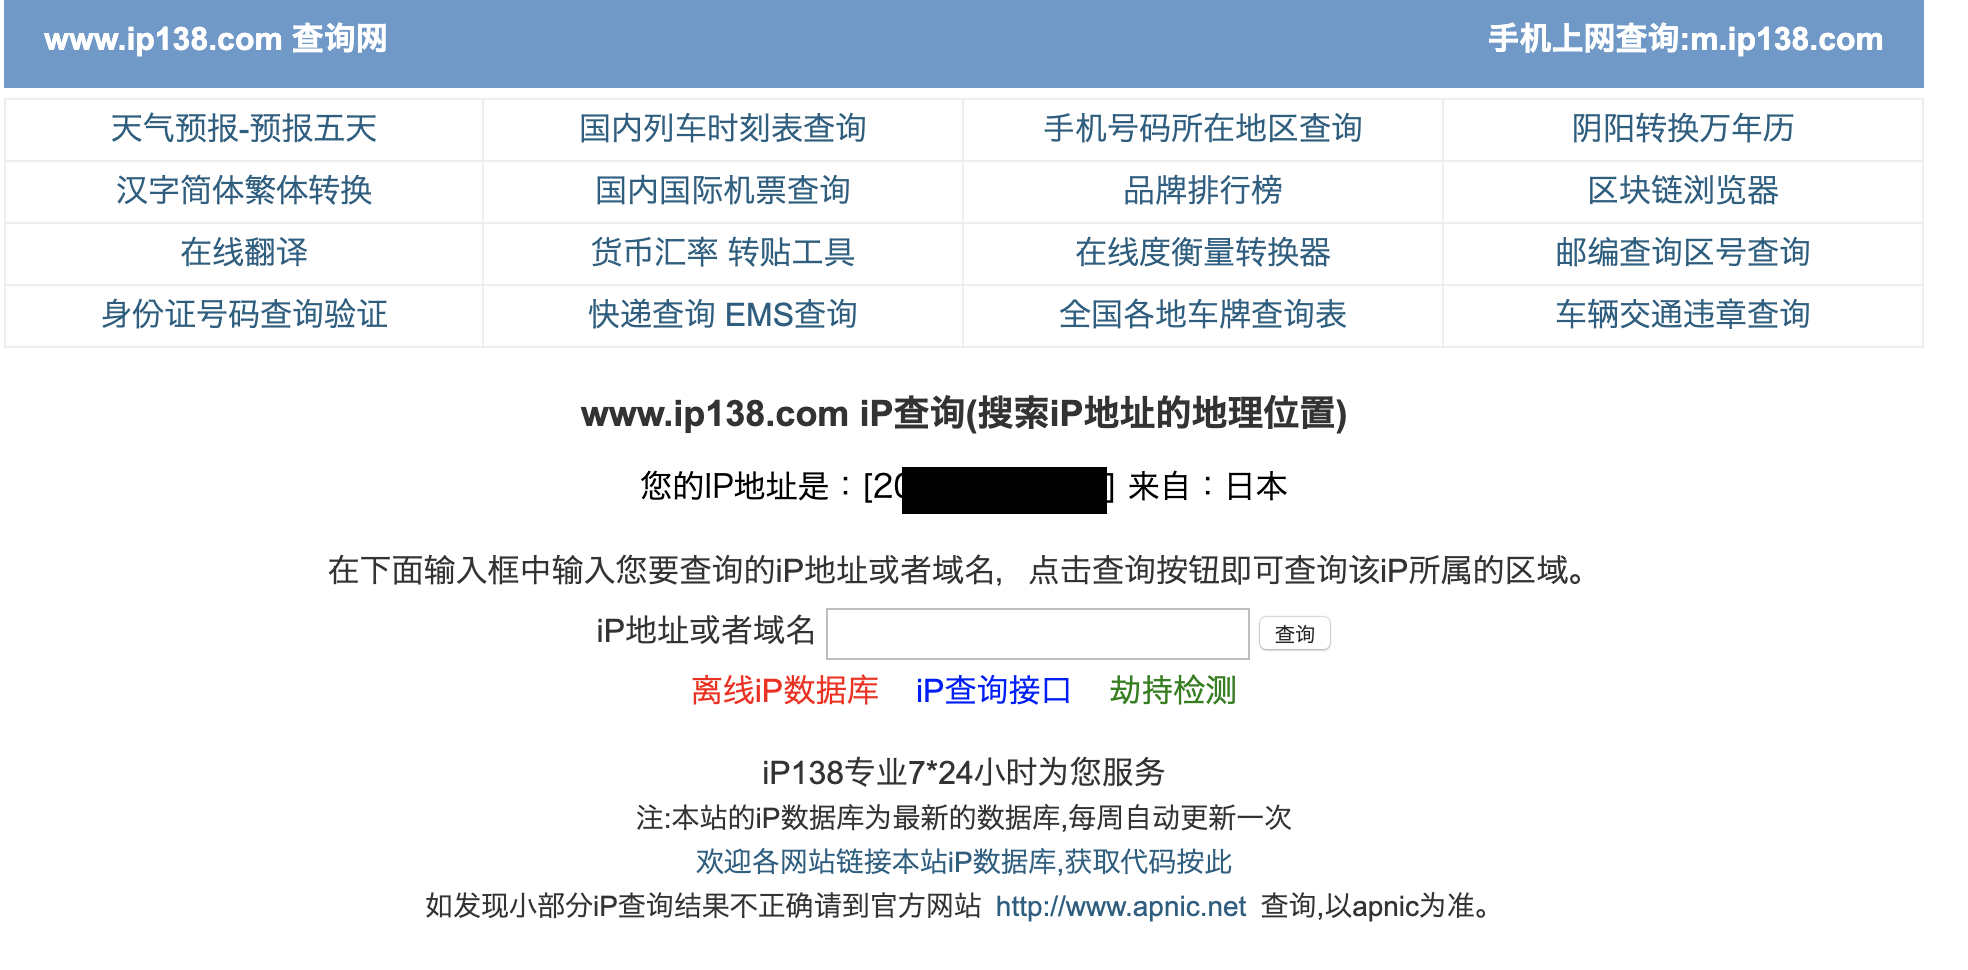 www.ip138.com 查询网 手机上网查询:m.ip138.com
天气预报-预报五天 国内列车时刻表查询 手机号码所在地区查询 阴阳转换万年历
汉字简体繁体转换 国内国际机票查询 品牌排行榜 区块链浏览器
在线翻译 货币汇率 转贴工具 在线度衡量转换器 邮编查询区号查询
身份证号码查询验证 快递查询 EMS查询 全国各地车牌查询表 车辆交通违章查询
www.ip138.com iP查询(搜索iP地址的地理位置)
您的IP地址是：[20 ] 来自：日本
在下面输入框中输入您要查询的iP地址或者域名，点击查询按钮即可查询该iP所属的区域。
iP地址或者域名 查询
离线iP数据库 iP查询接口 劫持检测
iP138专业7*24小时为您服务
注:本站的iP数据库为最新的数据库,每周自动更新一次
欢迎各网站链接本站iP数据库,获取代码按此
如发现小部分iP查询结果不正确请到官方网站 http://www.apnic.net 查询,以apnic为准。